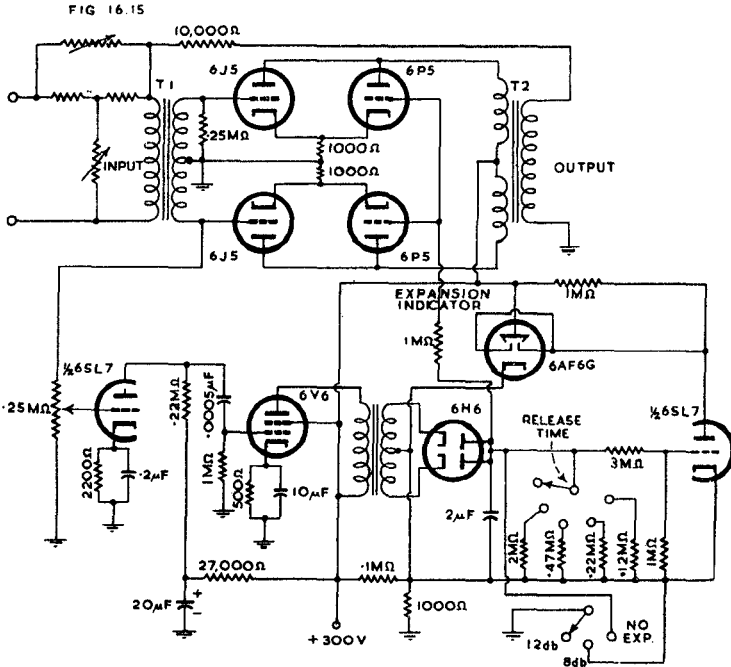 FIG 16.15
10,000Ω
T1
6J5
6P5
T2
.25MΩ
1000Ω
INPUT
1000Ω
OUTPUT
6J5
6P5
EXPANSION
INDICATOR
1MΩ
1MΩ
6AF6G
½6SL7
.25MΩ
.22MΩ
.0005μF
6V6
6H6
RELEASE
TIME
½6SL7
3MΩ
2200Ω
.2μF
1MΩ
500Ω
10μF
2μF
2MΩ
.47MΩ
.22MΩ
.12MΩ
1MΩ
27,000Ω
.1MΩ
20μF
+
-
1000Ω
+300V
12db
8db
NO
EXP.